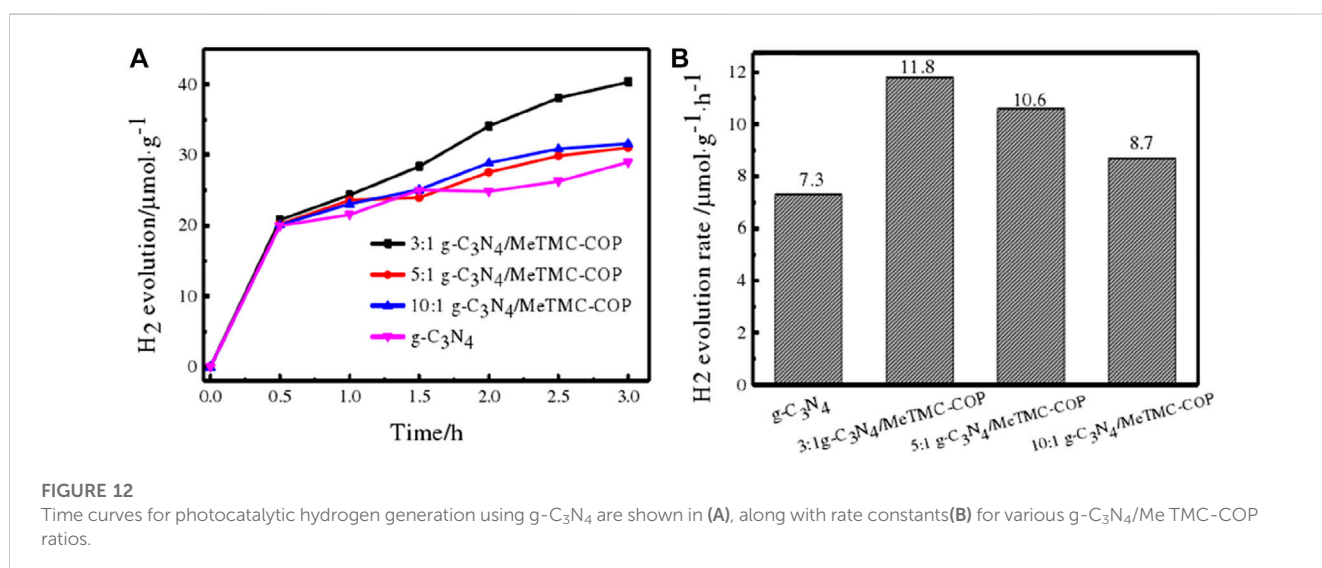 A
H2 evolution/μmol·g-1
40
30
20
10
0
3:1 g-C3N4/MeTMC-COP
5:1 g-C3N4/MeTMC-COP
10:1 g-C3N4/MeTMC-COP
g-C3N4
0.0 0.5 1.0 1.5 2.0 2.5 3.0
Time/h
B
H2 evolution rate /μmol·g-1·h-1
12
10
8
6
4
2
0
7.3
11.8
10.6
8.7
g-C3N4
3:1g-C3N4/MeTMC-COP
5:1 g-C3N4/MeTMC-COP
10:1 g-C3N4/MeTMC-COP
FIGURE 12
Time curves for photocatalytic hydrogen generation using g-C3N4 are shown in (A), along with rate constants(B) for various g-C3N4/Me TMC-COP
ratios.